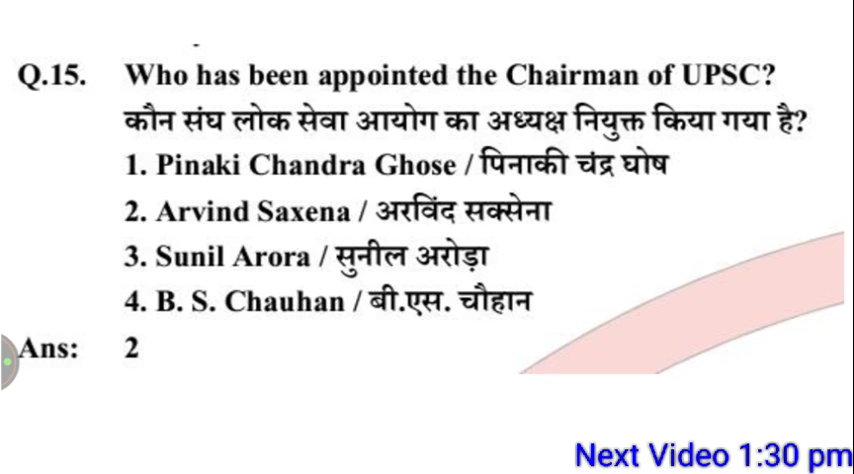 Q.15. Who has been appointed the Chairman of UPSC?
कौन संघ लोक सेवा आयोग का अध्यक्ष नियुक्त किया गया है?
1. Pinaki Chandra Ghose / पिनाकी चंद्र घोष
2. Arvind Saxena / अरविंद सक्सेना
3. Sunil Arora / सुनील अरोड़ा
4. B. S. Chauhan / बी.एस. चौहान
Ans: 2
Next Video 1:30 pm